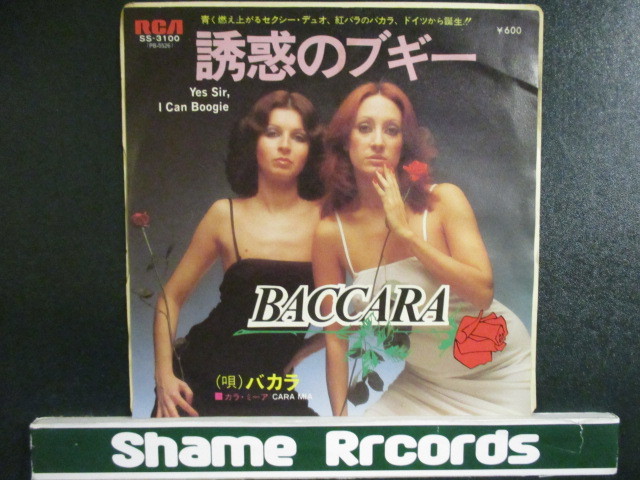 RCA
SS-3100
青く燃え上がるセクシー・デュオ、紅バラのバカラ、ドイツから誕生!!
¥600
誘惑のブギー
Yes Sir,
I Can Boogie
BACCARA
(唄)バカラ
■カラ・ミーア CARA MIA
Shame Rrcords